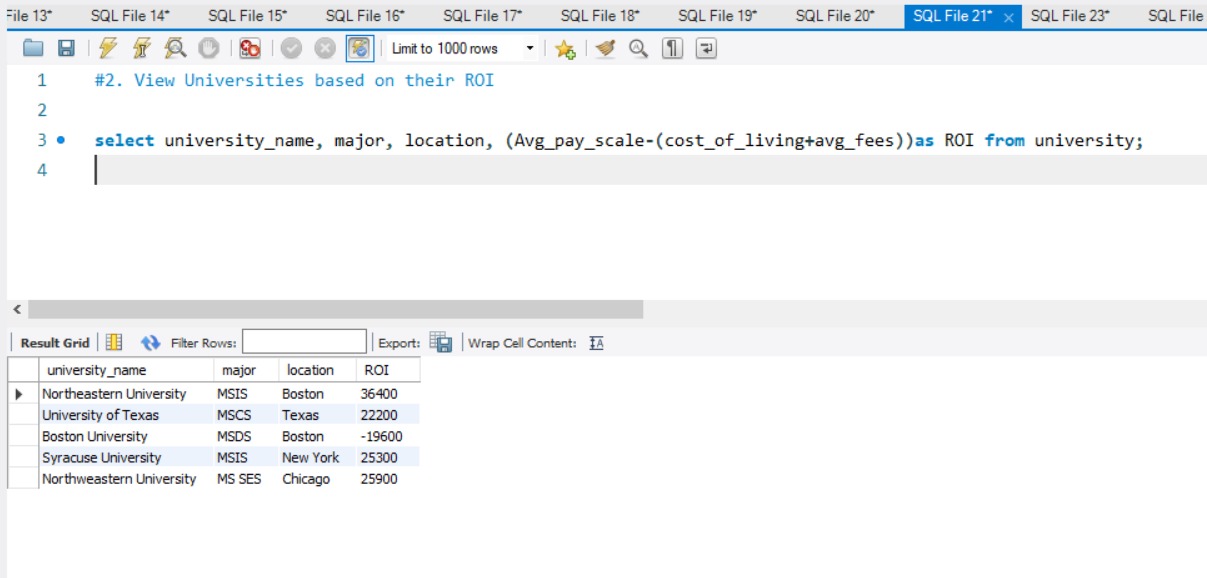 File 13* SQL File 14* SQL File 15* SQL File 16* SQL File 17* SQL File 18* SQL File 19* SQL File 20* SQL File 21* × SQL File 23* SQL File
Limit to 1000 rows
1 #2. View Universities based on their ROI
2
3 select university_name, major, location, (Avg_pay_scale-(cost_of_living+avg_fees))as ROI from university;
4
Result Grid Filter Rows: Export: Wrap Cell Content: IA
university_name major location ROI
Northeastern University MSIS Boston 36400
University of Texas MSCS Texas 22200
Boston University MSDS Boston -19600
Syracuse University MSIS New York 25300
Northwestern University MS SES Chicago 25900